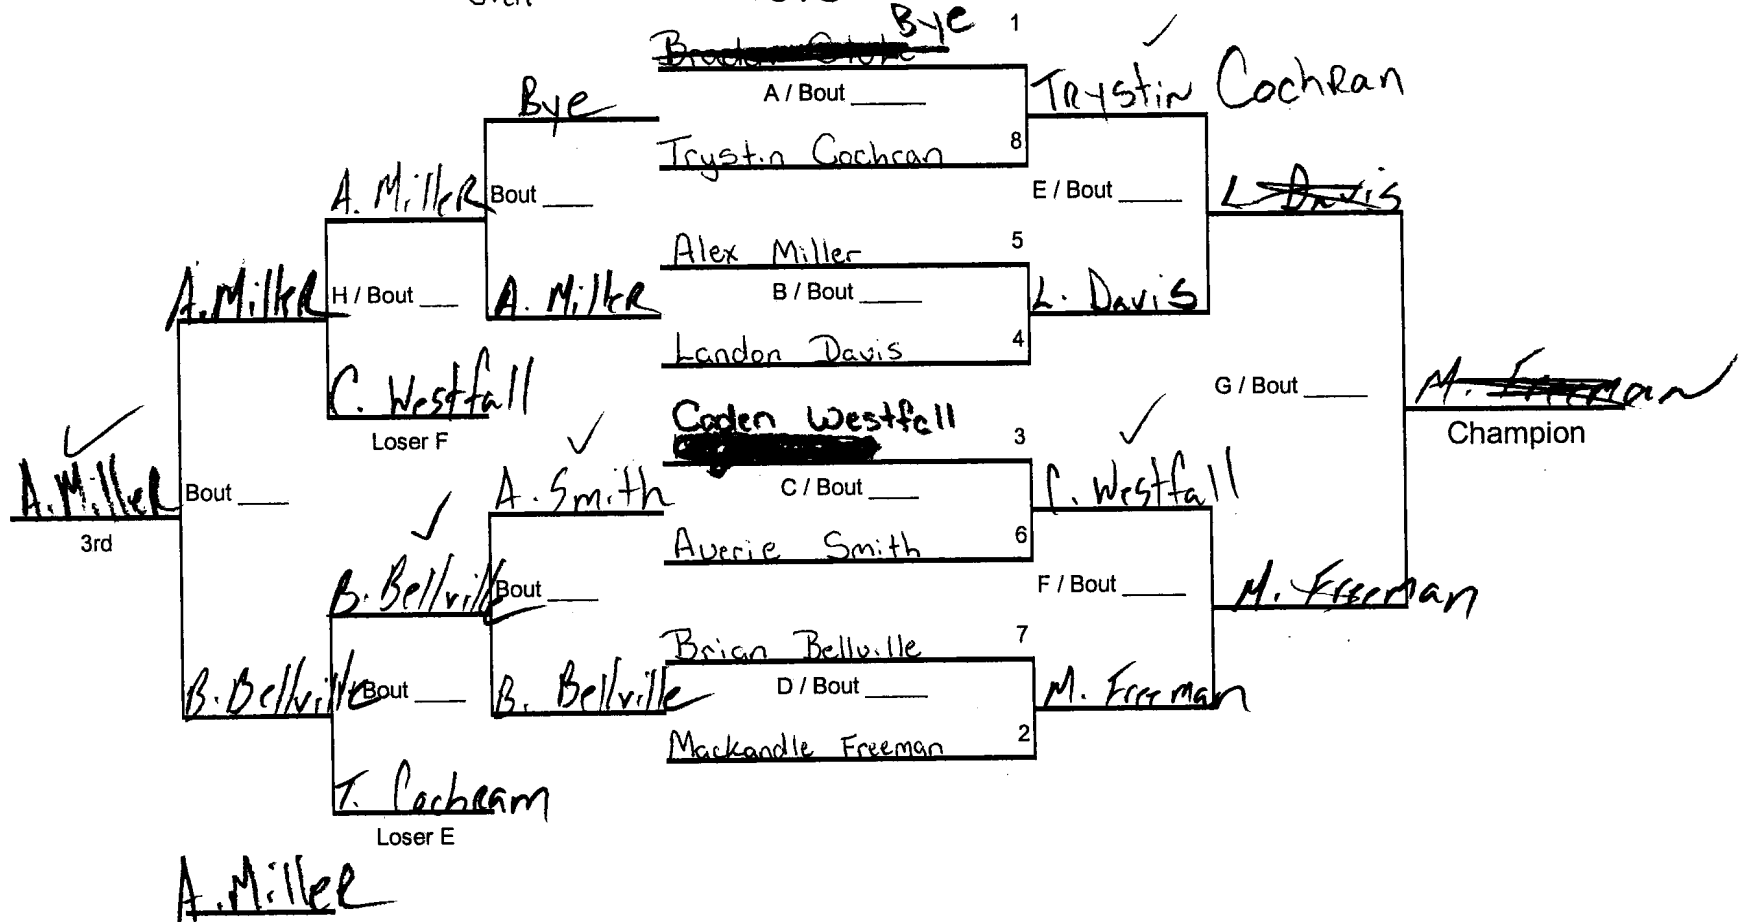 Bye 1
A / Bout
Trystin Cochran
Bye
Trystin Cochran 8
A. Miller
Bout
E / Bout
L Davis
Alex Miller 5
A. Miller
H / Bout
A. Miller
B / Bout
L. Davis
Landon Davis 4
C. Westfall
Loser F
G / Bout
M. Freeman
Champion
Caden Westfall 3
A. Miller
3rd
Bout
A. Smith
C / Bout
C. Westfall
Averie Smith 6
B. Bellville
Bout
F / Bout
M. Freeman
Brian Bellville 7
B. Bellville
Bout
B. Bellville
D / Bout
M. Freeman
Mackandle Freeman 2
T. Cochram
Loser E
A. Miller